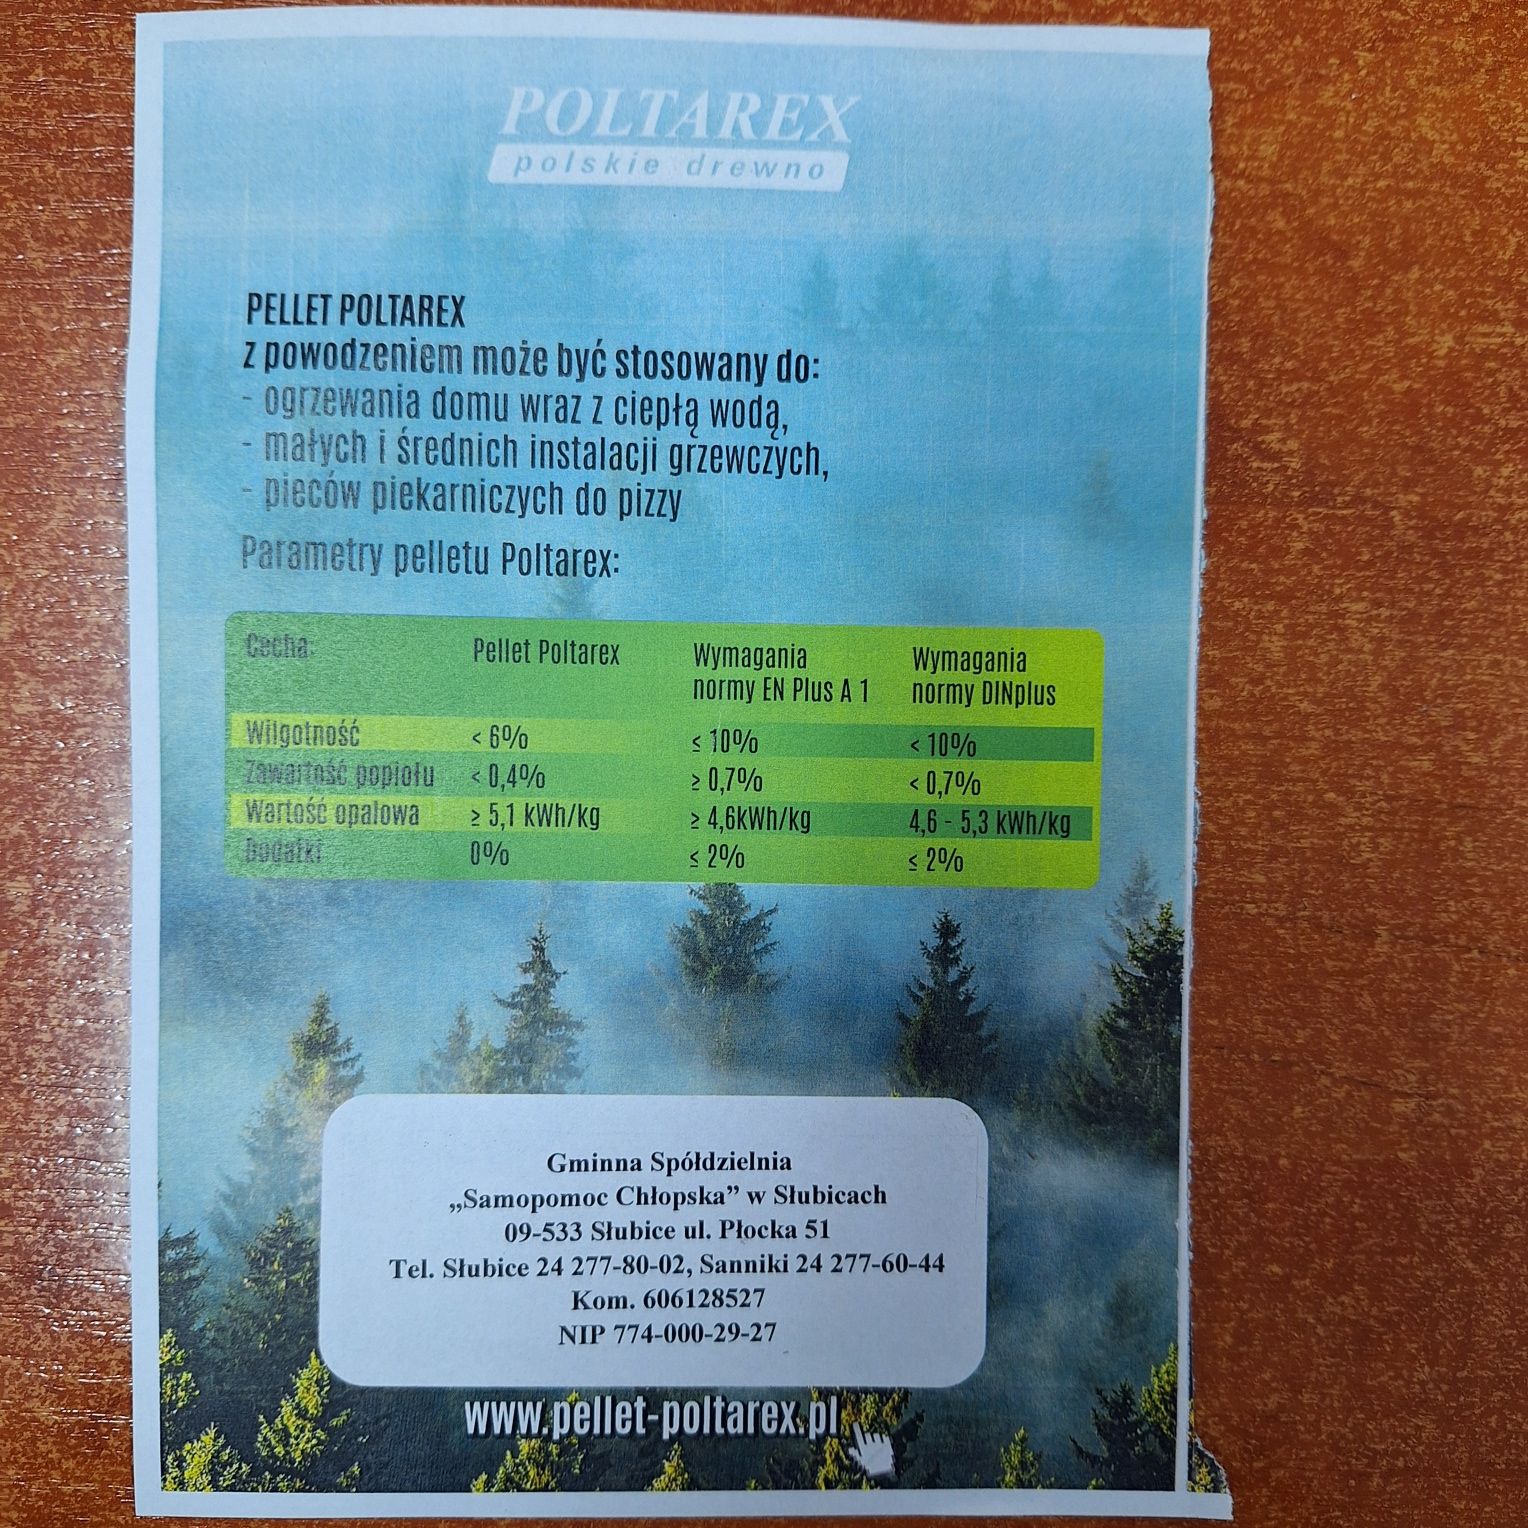 POLTAREX
polskie drewno
PELLET POLTAREX
z powodzeniem może być stosowany do:
- ogrzewania domu wraz z ciepłą wodą,
- małych i średnich instalacji grzewczych,
- pieców piekarniczych do pizzy
Parametry pelletu Poltarex:
Cecha: Pellet Poltarex Wymagania normy EN Plus A 1 Wymagania normy DINplus
Wilgotność < 6% ≤ 10% < 10%
Zawartość popiołu < 0,4% ≥ 0,7% < 0,7%
Wartość opałowa ≥ 5,1 kWh/kg ≥ 4,6kWh/kg 4,6 - 5,3 kWh/kg
Dodatki 0% ≤ 2% ≤ 2%
Gminna Spółdzielnia
„Samopomoc Chłopska” w Słubicach
09-533 Słubice ul. Płocka 51
Tel. Słubice 24 277-80-02, Sanniki 24 277-60-44
Kom. 606128527
NIP 774-000-29-27
www.pellet-poltarex.pl